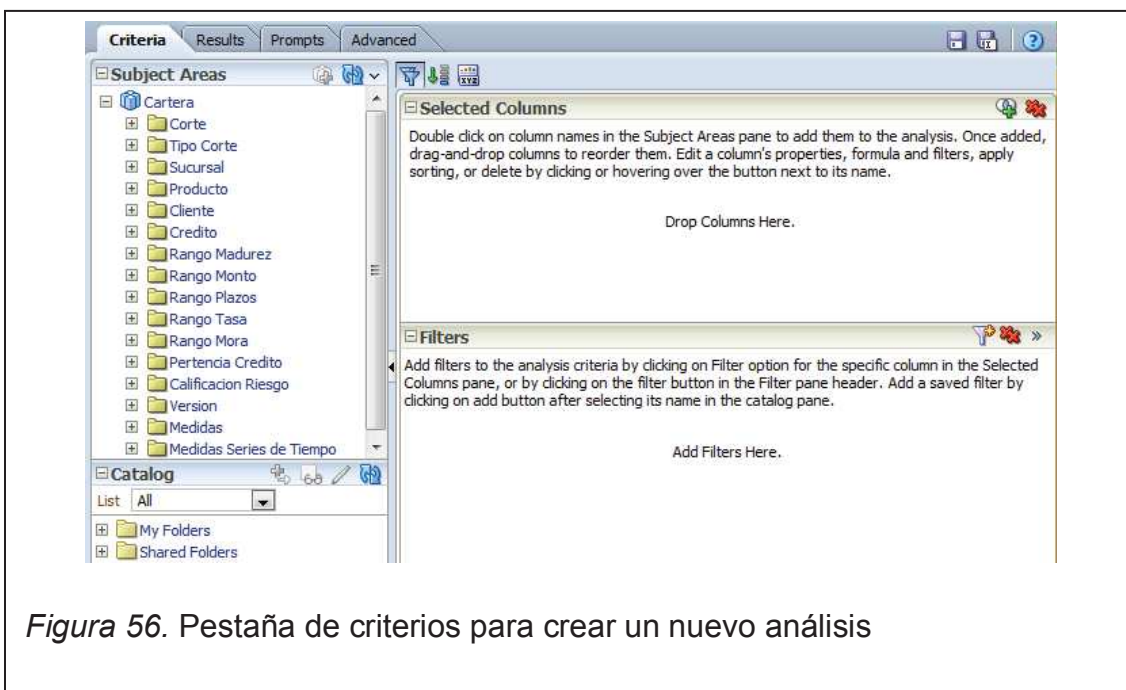 Criteria Results Prompts Advanced
Subject Areas
Cartera
Corte
Tipo Corte
Sucursal
Producto
Cliente
Credito
Rango Madurez
Rango Monto
Rango Plazos
Rango Tasa
Rango Mora
Pertencia Credito
Calificacion Riesgo
Version
Medidas
Medidas Series de Tiempo
Catalog
List All
My Folders
Shared Folders
Selected Columns
Double click on column names in the Subject Areas pane to add them to the analysis. Once added,
drag-and-drop columns to reorder them. Edit a column's properties, formula and filters, apply
sorting, or delete by clicking or hovering over the button next to its name.
Drop Columns Here.
Filters
Add filters to the analysis criteria by clicking on Filter option for the specific column in the Selected
Columns pane, or by clicking on the filter button in the Filter pane header. Add a saved filter by
clicking on add button after selecting its name in the catalog pane.
Add Filters Here.
Figura 56. Pestaña de criterios para crear un nuevo análisis